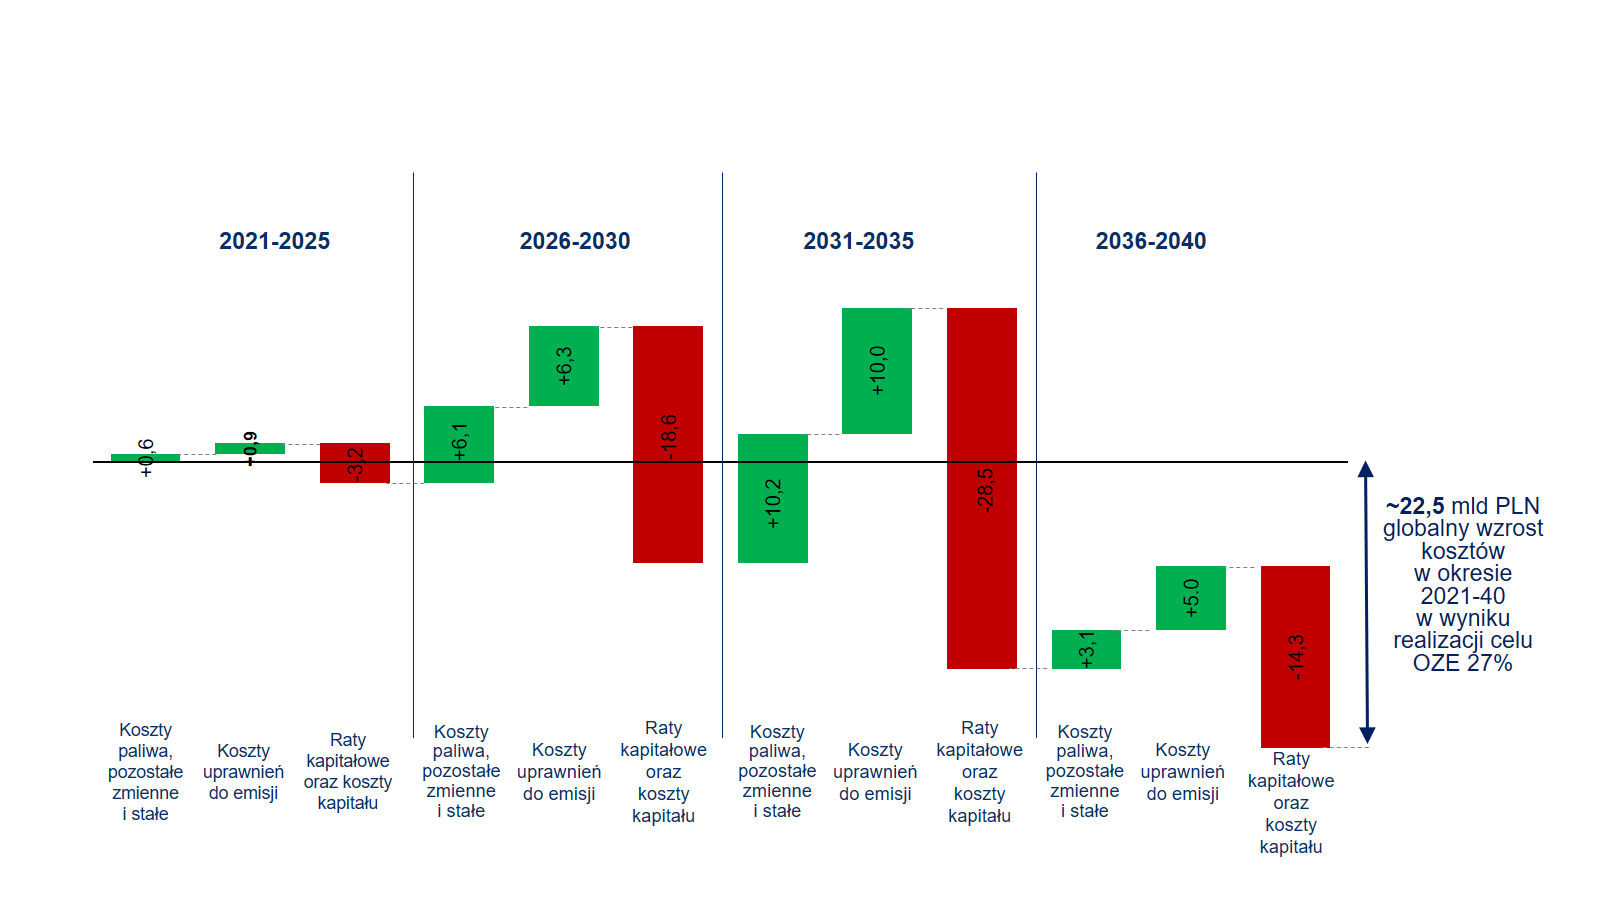 2021-2025
2026-2030
2031-2035
2036-2040
+0,6
+0,9
-3,2
+6,1
+6,3
-18,6
+10,2
+10,0
-28,5
+3,1
+5.0
-14,3
~22,5 mld PLN
globalny wzrost
kosztów
w okresie
2021-40
w wyniku
realizacji celu
OZE 27%
Koszty
paliwa,
pozostałe
zmienne
i stałe
Koszty
uprawnień
do emisji
Raty
kapitałowe
oraz koszty
kapitału
Koszty
paliwa,
pozostałe
zmienne
i stałe
Koszty
uprawnień
do emisji
Raty
kapitałowe
oraz
koszty
kapitału
Koszty
paliwa,
pozostałe
zmienne
i stałe
Koszty
uprawnień
do emisji
Raty
kapitałowe
oraz
koszty
kapitału
Koszty
paliwa,
pozostałe
zmienne
i stałe
Koszty
uprawnień
do emisji
Raty
kapitałowe
oraz
koszty
kapitału